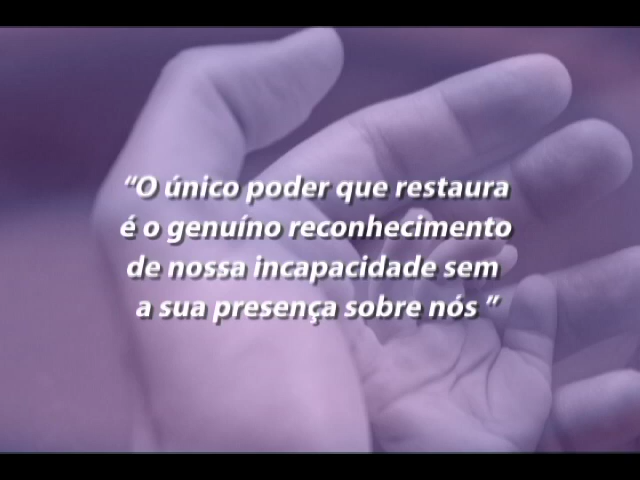 “O único poder que restaura
é o genuíno reconhecimento
de nossa incapacidade sem
a sua presença sobre nós ”